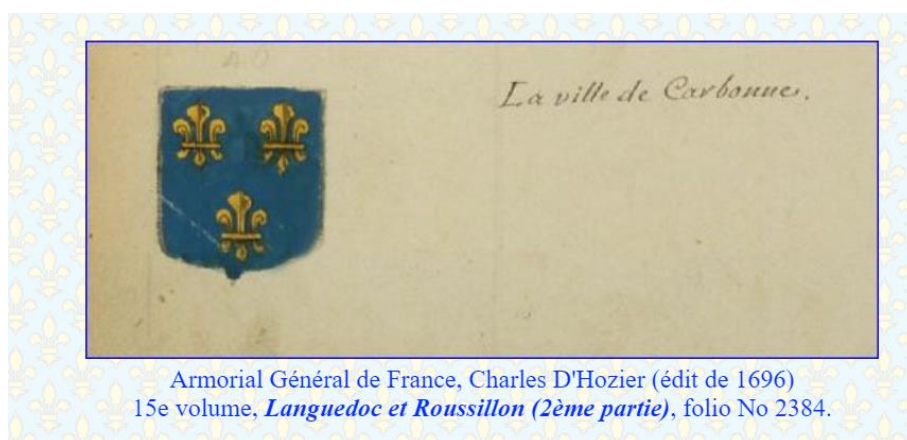 40
La ville de Carbonne.
Armorial Général de France, Charles D'Hozier (édit de 1696)
15e volume, Languedoc et Roussillon (2ème partie), folio No 2384.